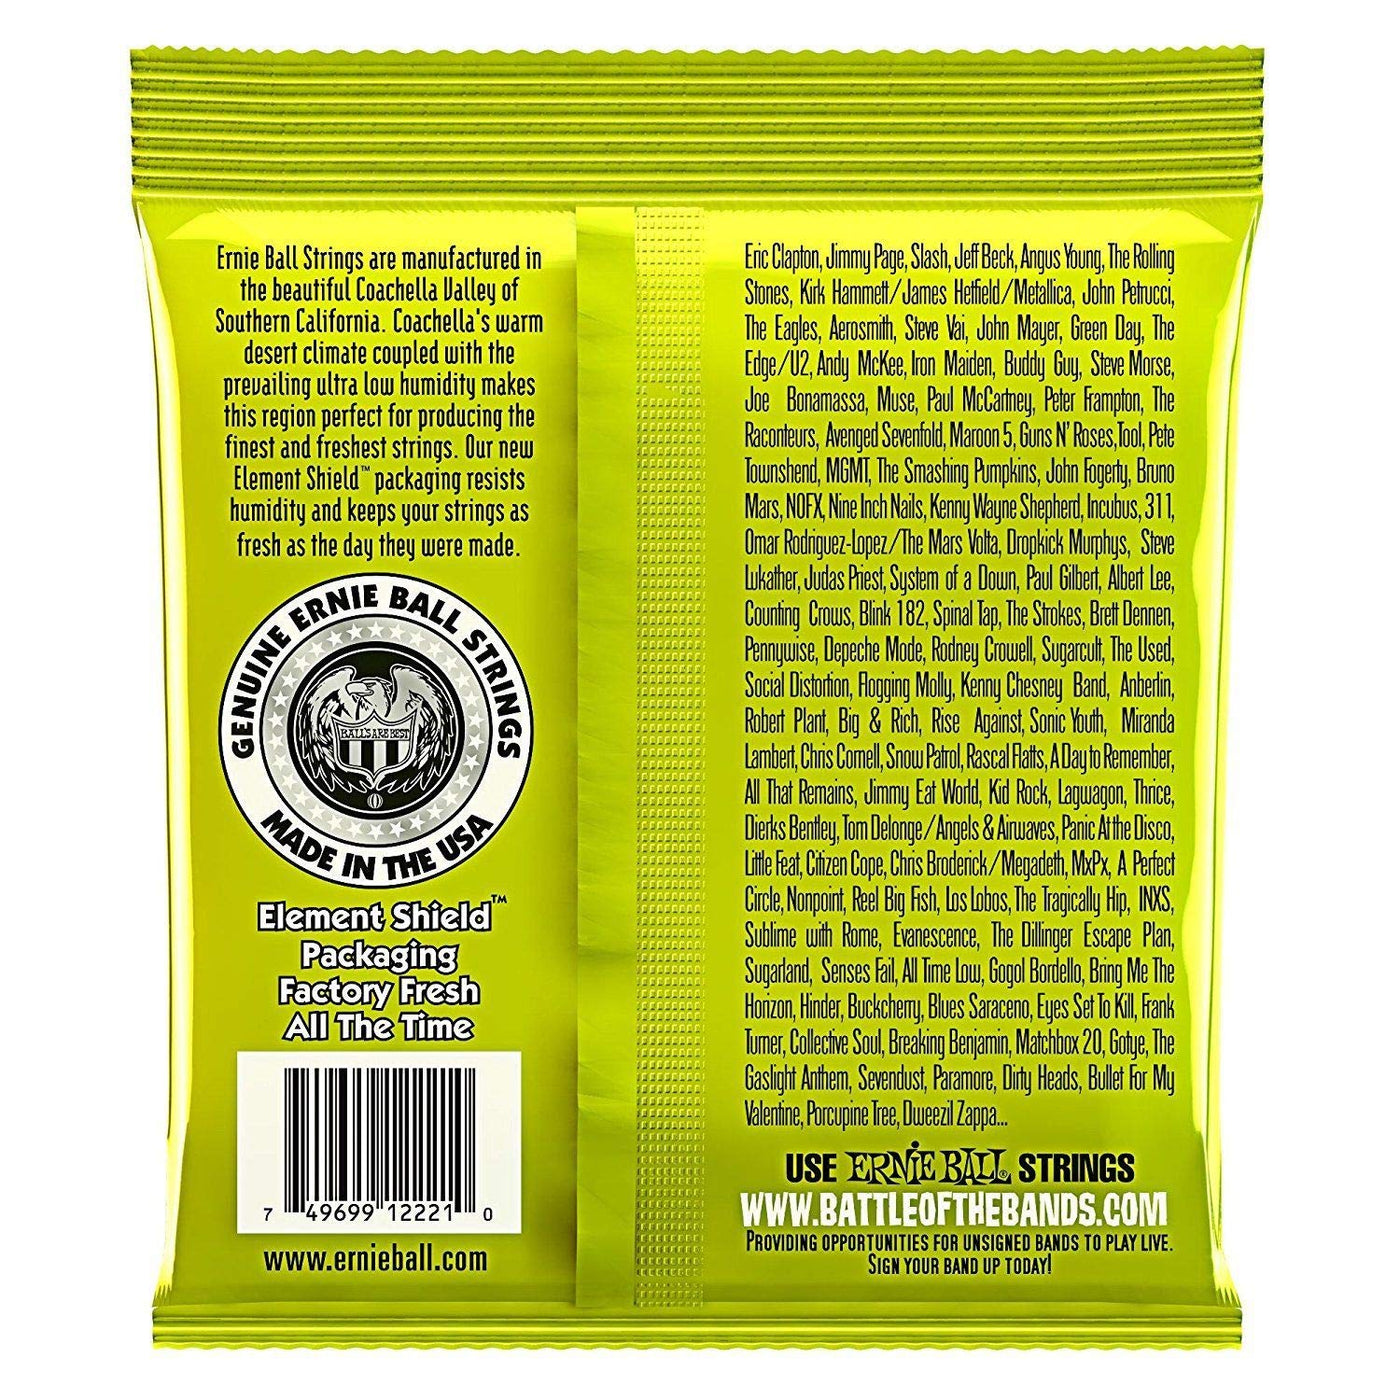 Ernie Ball Strings are manufactured in
the beautiful Coachella Valley of
Southern California. Coachella's warm
desert climate coupled with the
prevailing ultra low humidity makes
this region perfect for producing the
finest and freshest strings. Our new
Element Shield™ packaging resists
humidity and keeps your strings as
fresh as the day they were made.
GENUINE ERNIE BALL STRINGS
BALL'S ARE BEST
MADE IN THE USA
Element Shield™
Packaging
Factory Fresh
All The Time
7 49699 12221 0
www.ernieball.com
Eric Clapton, Jimmy Page, Slash, Jeff Beck, Angus Young, The Rolling
Stones, Kirk Hammett/James Hetfield/Metallica, John Petrucci,
The Eagles, Aerosmith, Steve Vai, John Mayer, Green Day, The
Edge/U2, Andy McKee, Iron Maiden, Buddy Guy, Steve Morse,
Joe Bonamassa, Muse, Paul McCartney, Peter Frampton, The
Raconteurs, Avenged Sevenfold, Maroon 5, Guns N' Roses, Tool, Pete
Townshend, MGMT, The Smashing Pumpkins, John Fogerty, Bruno
Mars, NOFX, Nine Inch Nails, Kenny Wayne Shepherd, Incubus, 311,
Omar Rodriguez-Lopez/The Mars Volta, Dropkick Murphys, Steve
Lukather, Judas Priest, System of a Down, Paul Gilbert, Albert Lee,
Counting Crows, Blink 182, Spinal Tap, The Strokes, Brett Dennen,
Pennywise, Depeche Mode, Rodney Crowell, Sugarcult, The Used,
Social Distortion, Flogging Molly, Kenny Chesney Band, Anberlin,
Robert Plant, Big & Rich, Rise Against, Sonic Youth, Miranda
Lambert, Chris Cornell, Snow Patrol, Rascal Flatts, A Day to Remember,
All That Remains, Jimmy Eat World, Kid Rock, Lagwagon, Thrice,
Dierks Bentley, Tom Delonge/Angels & Airwaves, Panic At the Disco,
Little Feat, Citizen Cope, Chris Broderick/Megadeth, MxPx, A Perfect
Circle, Nonpoint, Reel Big Fish, Los Lobos, The Tragically Hip, INXS,
Sublime with Rome, Evanescence, The Dillinger Escape Plan,
Sugarland, Senses Fail, All Time Low, Gogol Bordello, Bring Me The
Horizon, Hinder, Buckcherry, Blues Saraceno, Eyes Set To Kill, Frank
Turner, Collective Soul, Breaking Benjamin, Matchbox 20, Gotye, The
Gaslight Anthem, Sevendust, Paramore, Dirty Heads, Bullet For My
Valentine, Porcupine Tree, Dweezil Zappa...
USE ERNIE BALL® STRINGS
WWW.BATTLEOFTHEBANDS.COM
PROVIDING OPPORTUNITIES FOR UNSIGNED BANDS TO PLAY LIVE.
SIGN YOUR BAND UP TODAY!